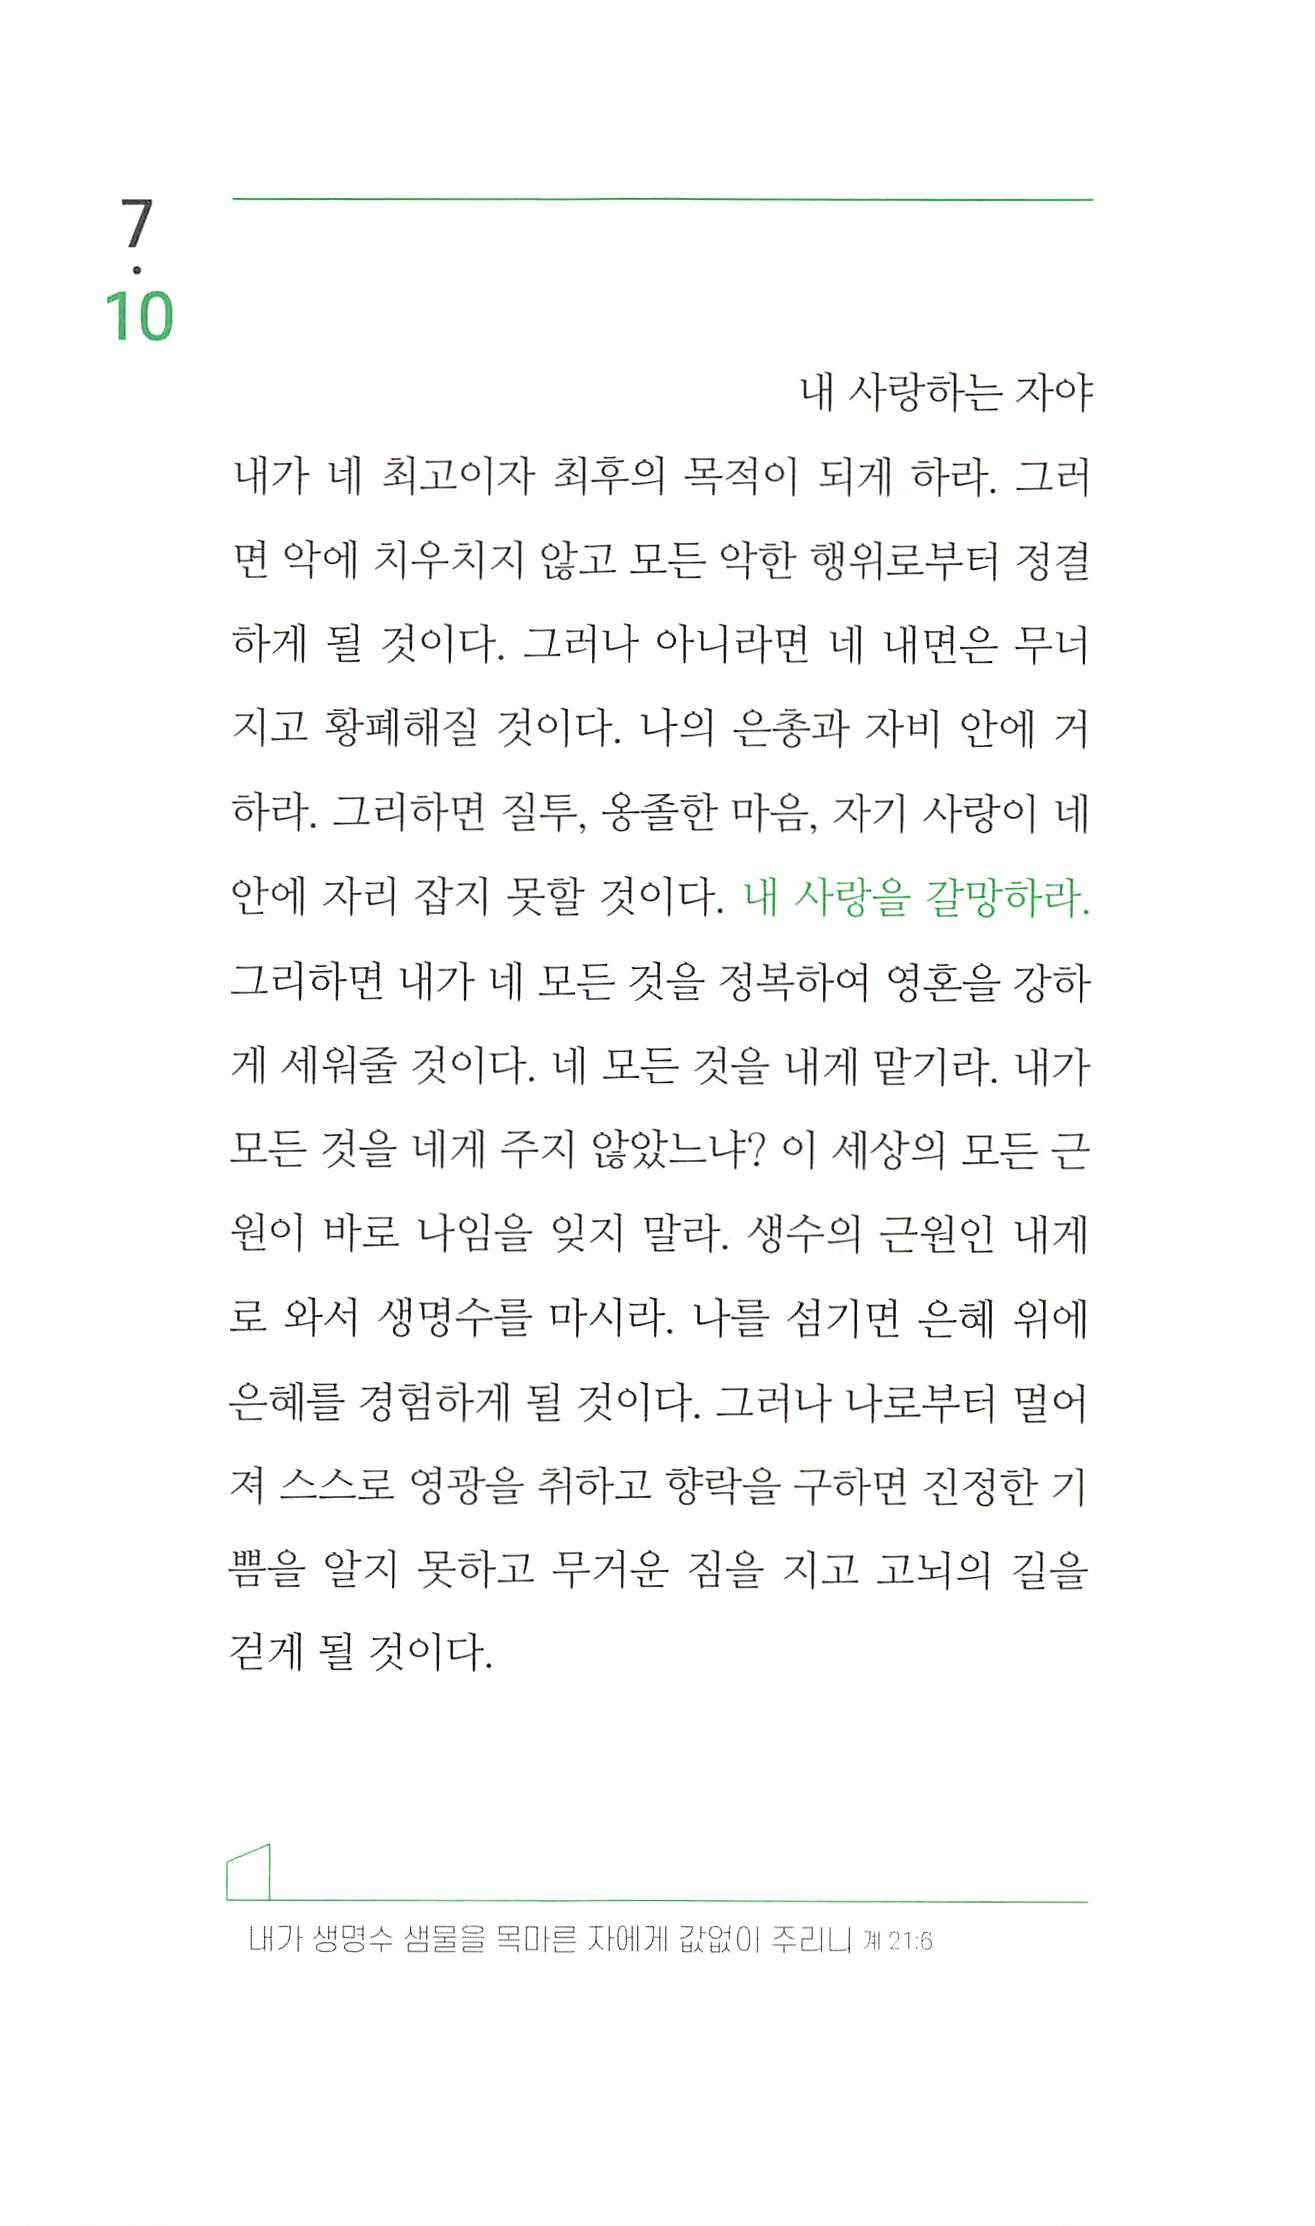 7
·
10
내 사랑하는 자야
내가 네 최고이자 최후의 목적이 되게 하라. 그러
면 악에 치우치지 않고 모든 악한 행위로부터 정결
하게 될 것이다. 그러나 아니라면 네 내면은 무너
지고 황폐해질 것이다. 나의 은총과 자비 안에 거
하라. 그리하면 질투, 옹졸한 마음, 자기 사랑이 네
안에 자리 잡지 못할 것이다. 내 사랑을 갈망하라.
그리하면 내가 네 모든 것을 정복하여 영혼을 강하
게 세워줄 것이다. 네 모든 것을 내게 맡기라. 내가
모든 것을 네게 주지 않았느냐? 이 세상의 모든 근
원이 바로 나임을 잊지 말라. 생수의 근원인 내게
로 와서 생명수를 마시라. 나를 섬기면 은혜 위에
은혜를 경험하게 될 것이다. 그러나 나로부터 멀어
져 스스로 영광을 취하고 향락을 구하면 진정한 기
쁨을 알지 못하고 무거운 짐을 지고 고뇌의 길을
걷게 될 것이다.
내가 생명수 샘물을 목마른 자에게 값없이 주리니 계 21:6